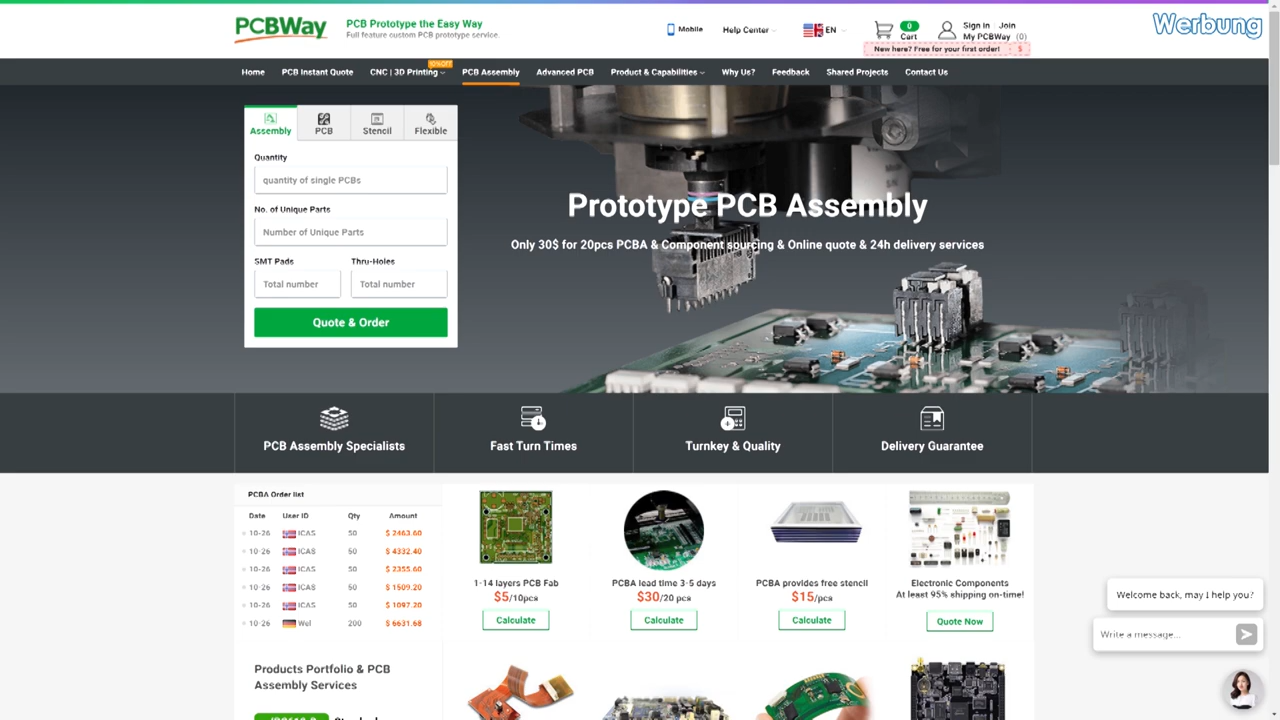 PCBWay
PCB Prototype the Easy Way
Full feature custom PCB prototype service.
Mobile
Help Center
EN
0
Cart
Sign in
Join
My PCBWay
(0)
New here? Free for your first order!
$
Werbung
Home
PCB Instant Quote
CNC | 3D Printing
10%OFF
PCB Assembly
Advanced PCB
Product & Capabilities
Why Us?
Feedback
Shared Projects
Contact Us
Assembly
PCB
Stencil
Flexible
Quantity
quantity of single PCBs
No. of Unique Parts
Number of Unique Parts
SMT Pads
Thru-Holes
Total number
Total number
Quote & Order
Prototype PCB Assembly
Only 30$ for 20pcs PCBA & Component sourcing & Online quote & 24h delivery services
PCB Assembly Specialists
Fast Turn Times
Turnkey & Quality
Delivery Guarantee
PCBA Order list
Date User ID Qty Amount
10-26 ICAS 50 $ 2463.60
10-26 ICAS 50 $ 4332.40
10-26 ICAS 50 $ 2355.60
10-26 ICAS 50 $ 1509.20
10-26 ICAS 50 $ 1097.20
10-26 Wel 200 $ 6631.68
1-14 layers PCB Fab
$5/10pcs
Calculate
PCBA lead time 3-5 days
$30/20 pcs
Calculate
PCBA provides free stencil
$15/pcs
Calculate
Electronic Components
At least 95% shipping on-time!
Quote Now
Products Portfolio & PCB
Assembly Services
Welcome back, may I help you?
Write a message...